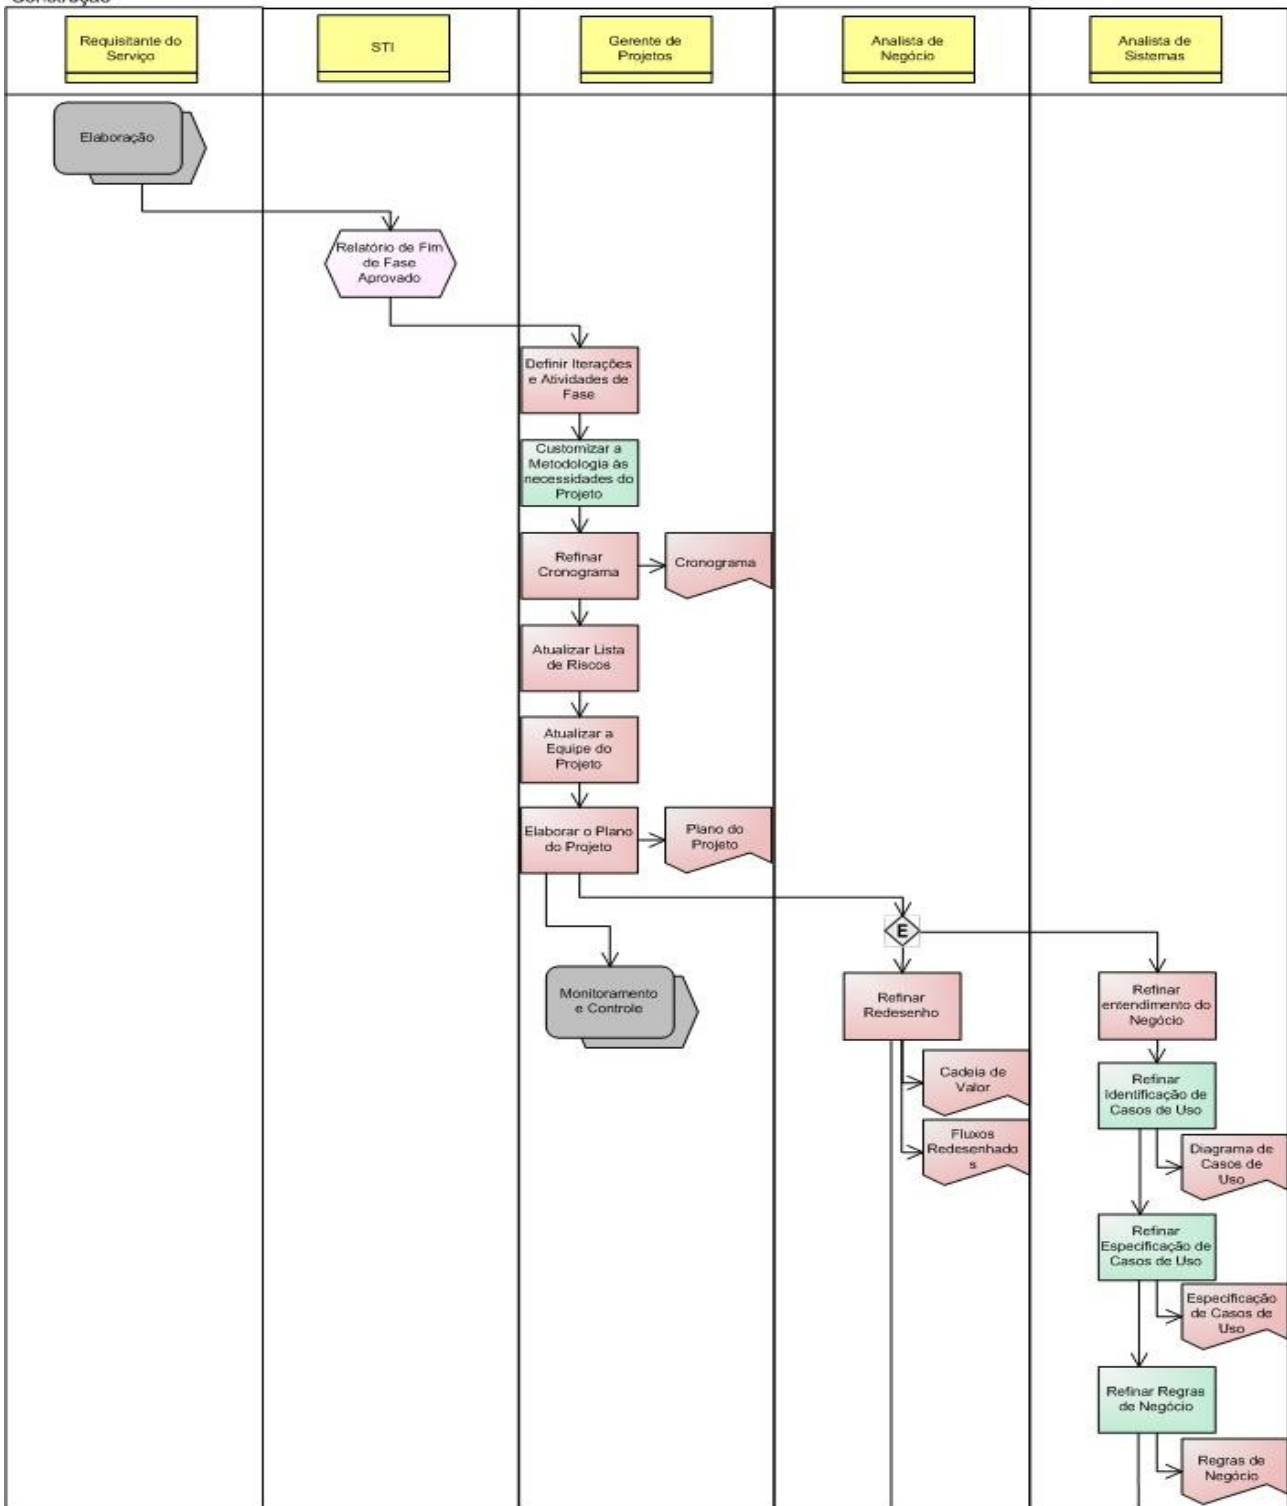 Construção
Requisitante do
Serviço
STI
Gerente de
Projetos
Analista de
Negócio
Analista de
Sistemas
Elaboração
Relatório de Fim
de Fase
Aprovado
Definir Iterações
e Atividades de
Fase
Customizar a
Metodologia às
necessidades do
Projeto
Refinar
Cronograma
Cronograma
Atualizar Lista
de Riscos
Atualizar a
Equipe do
Projeto
Elaborar o Plano
do Projeto
Plano do
Projeto
E
Monitoramento
e Controle
Refinar
Redesenho
Refinar
entendimento do
Negócio
Cadeia de
Valor
Refinar
Identificação de
Casos de Uso
Fluxos
Redesenhado
s
Diagrama de
Casos de
Uso
Refinar
Especificação de
Casos de Uso
Especificação
de Casos de
Uso
Refinar Regras
de Negócio
Regras de
Negócio